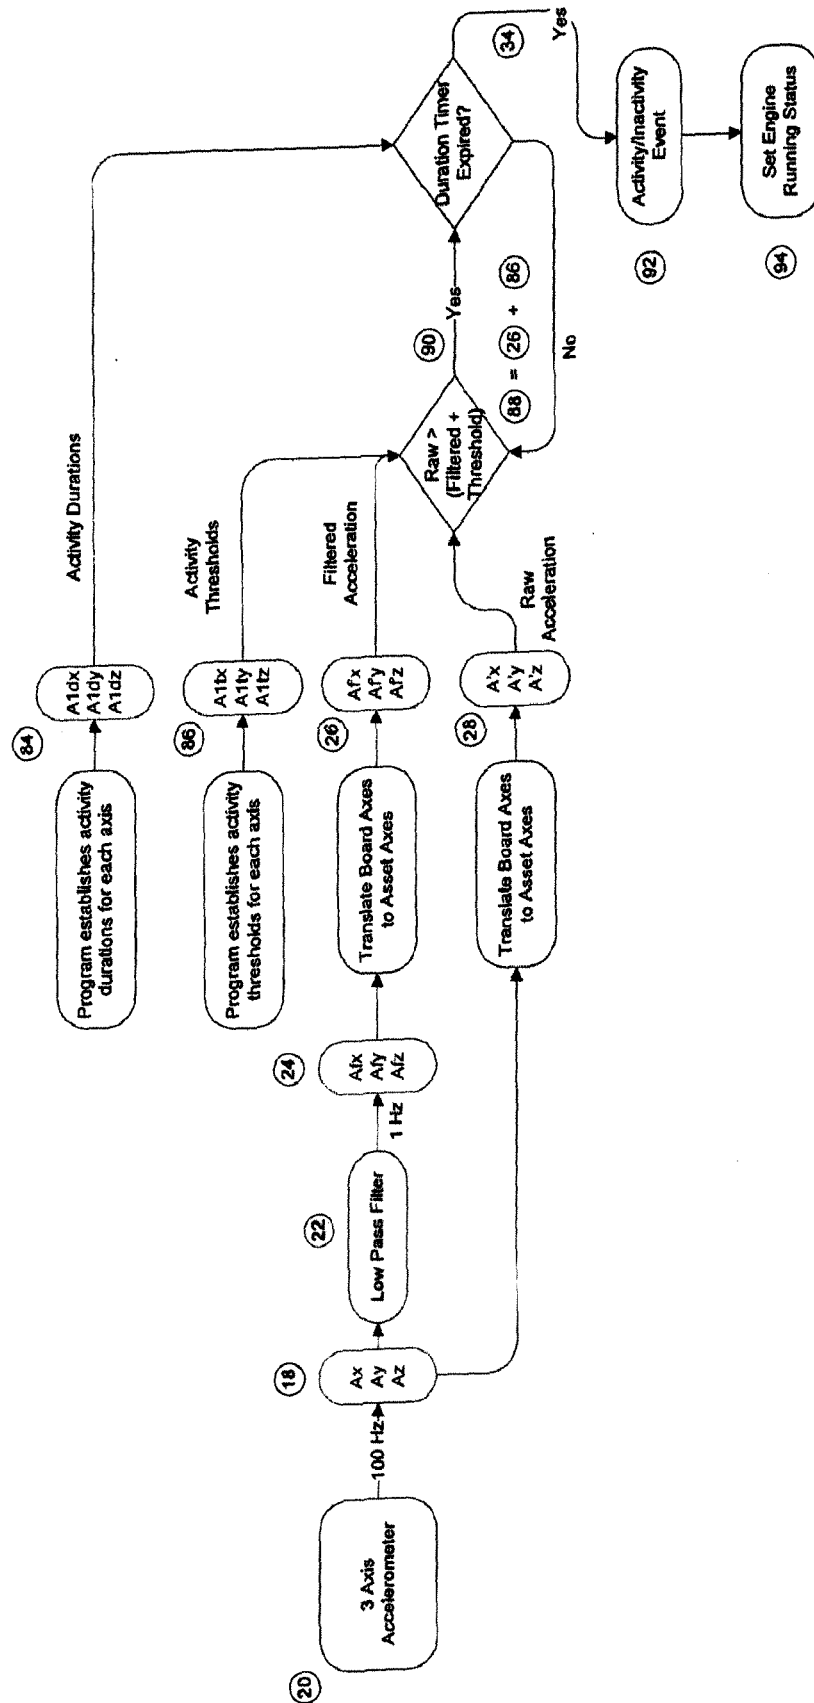 84
Program establishes activity
durations for each axis
A1dx
A1dy
A1dz
Activity Durations
86
Program establishes activity
thresholds for each axis
A1tx
A1ty
A1tz
Activity
Thresholds
20
3 Axis
Accelerometer
100 Hz
18
Ax
Ay
Az
22
Low Pass Filter
1 Hz
24
Afx
Afy
Afz
Translate Board Axes
to Asset Axes
26
Af'x
Af'y
Af'z
Filtered
Acceleration
Translate Board Axes
to Asset Axes
28
A'x
A'y
A'z
Raw
Acceleration
Raw >
(Filtered +
Threshold)
90
Yes
88 = 26 + 86
No
Duration Timer
Expired?
34
Yes
92
Activity/Inactivity
Event
94
Set Engine
Running Status